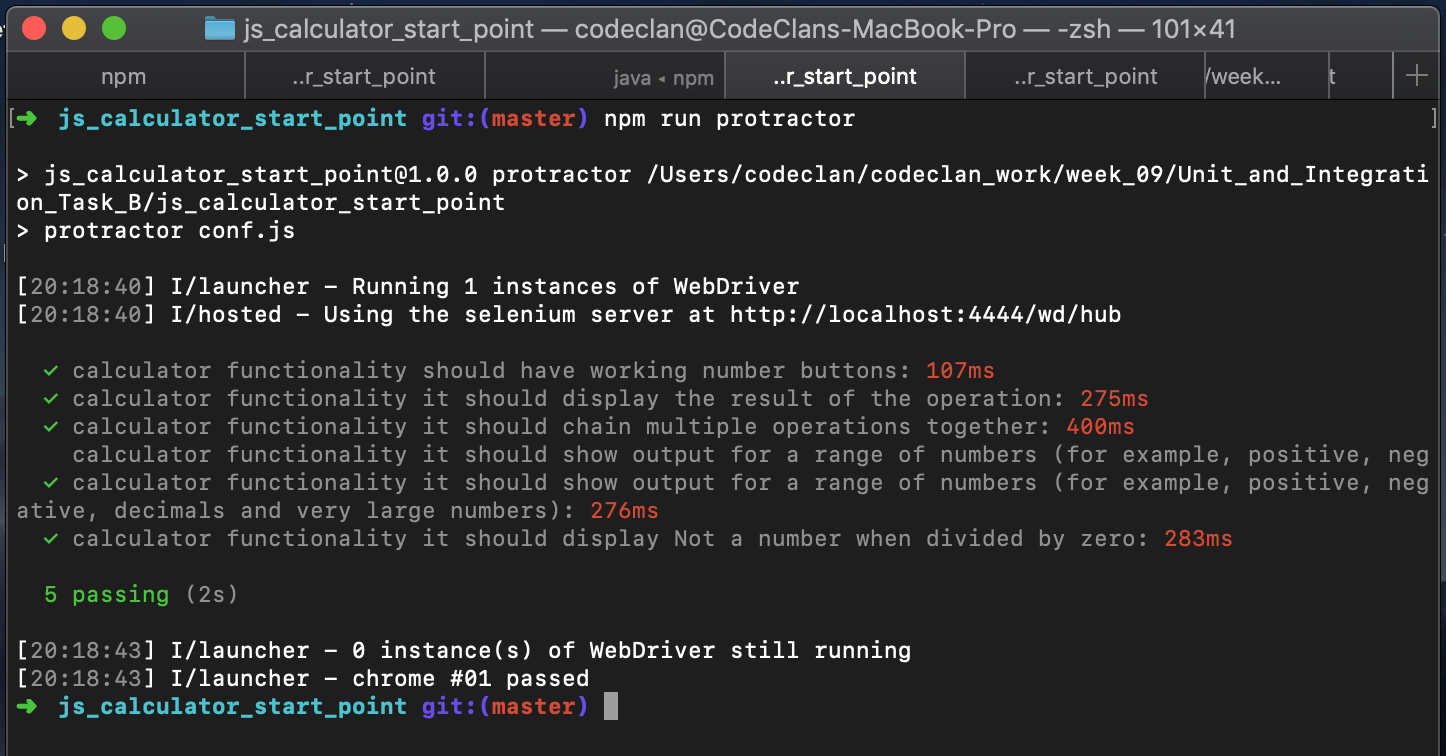 js_calculator_start_point — codeclan@CodeClans-MacBook-Pro — -zsh — 101×41
npm ..r_start_point java ◂ npm ..r_start_point ..r_start_point /week... t +
[➜ js_calculator_start_point git:(master) npm run protractor ]
> js_calculator_start_point@1.0.0 protractor /Users/codeclan/codeclan_work/week_09/Unit_and_Integrati
on_Task_B/js_calculator_start_point
> protractor conf.js
[20:18:40] I/launcher – Running 1 instances of WebDriver
[20:18:40] I/hosted – Using the selenium server at http://localhost:4444/wd/hub
✓ calculator functionality should have working number buttons: 107ms
✓ calculator functionality it should display the result of the operation: 275ms
✓ calculator functionality it should chain multiple operations together: 400ms
calculator functionality it should show output for a range of numbers (for example, positive, neg
✓ calculator functionality it should show output for a range of numbers (for example, positive, neg
ative, decimals and very large numbers): 276ms
✓ calculator functionality it should display Not a number when divided by zero: 283ms
5 passing (2s)
[20:18:43] I/launcher – 0 instance(s) of WebDriver still running
[20:18:43] I/launcher – chrome #01 passed
➜ js_calculator_start_point git:(master)